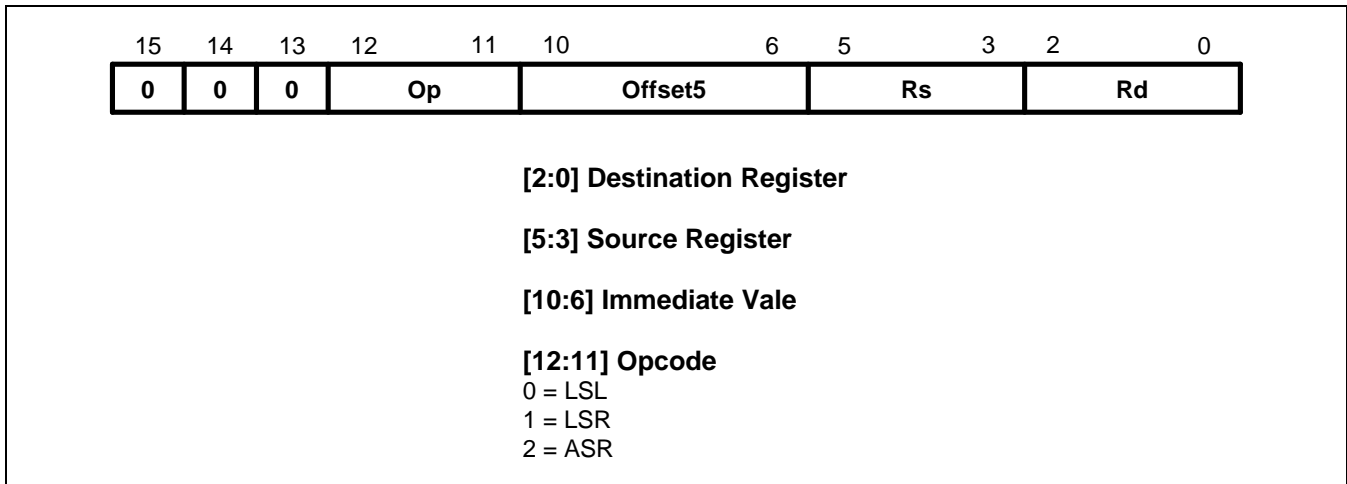 15 14 13 12 11 10 6 5 3 2 0
0 0 0 Op Offset5 Rs Rd
[2:0] Destination Register
[5:3] Source Register
[10:6] Immediate Vale
[12:11] Opcode
0 = LSL
1 = LSR
2 = ASR